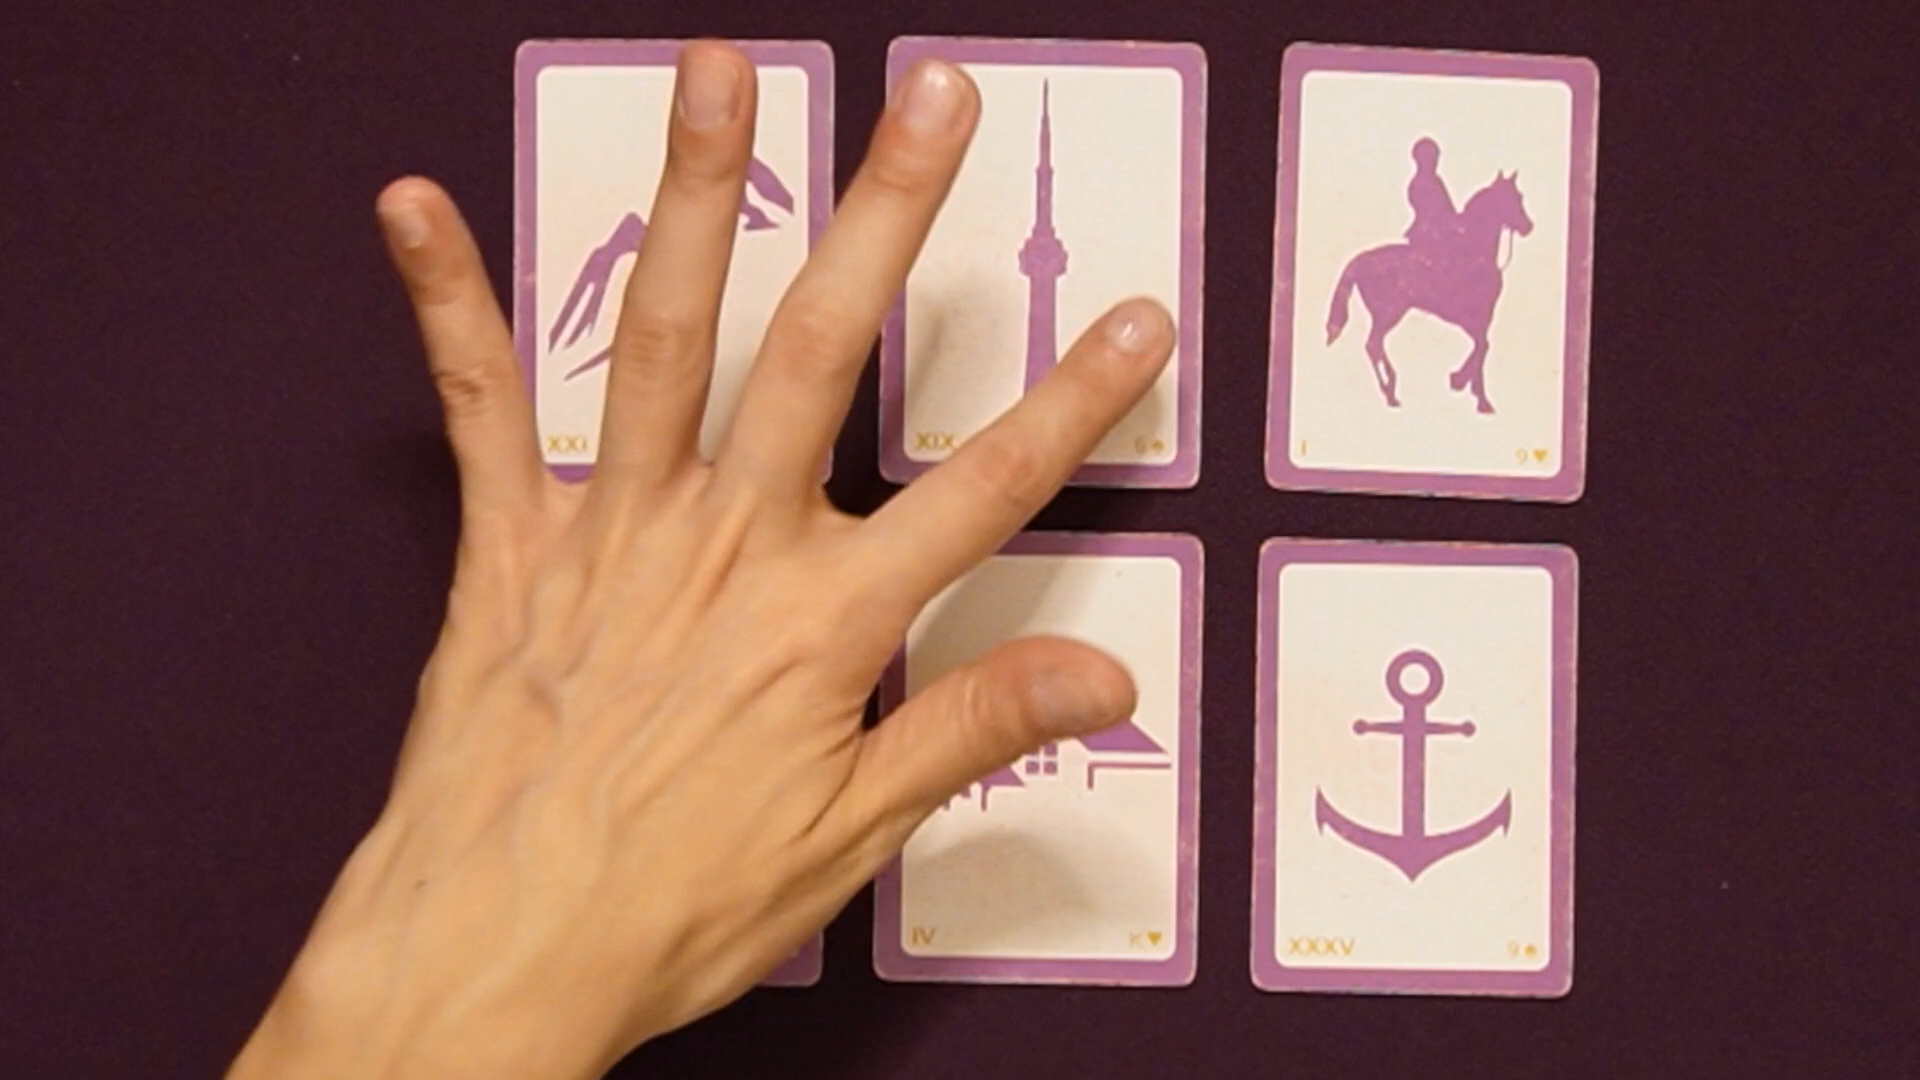 XXI
XIX 6♠
I 9♥
IV K♥
XXXV 9♠